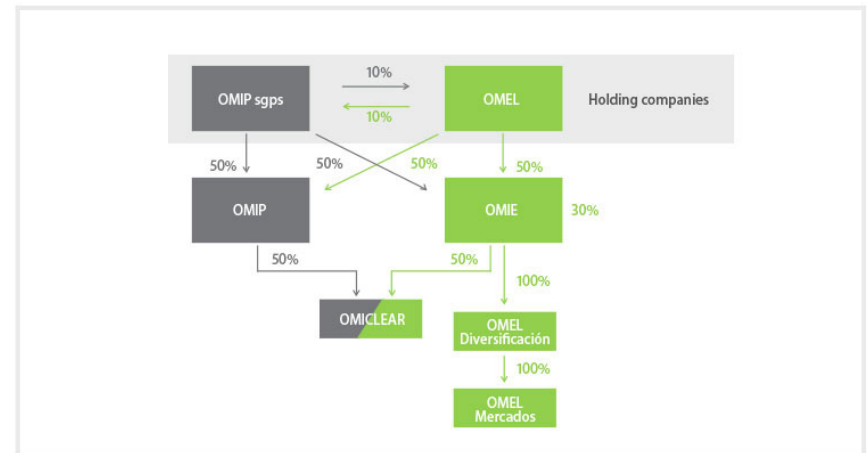 10%
OMIP sgps
OMEL
Holding companies
10%
50%
50%
50%
50%
OMIP
OMIE
30%
50%
50%
100%
OMICLEAR
OMEL
Diversificación
100%
OMEL
Mercados